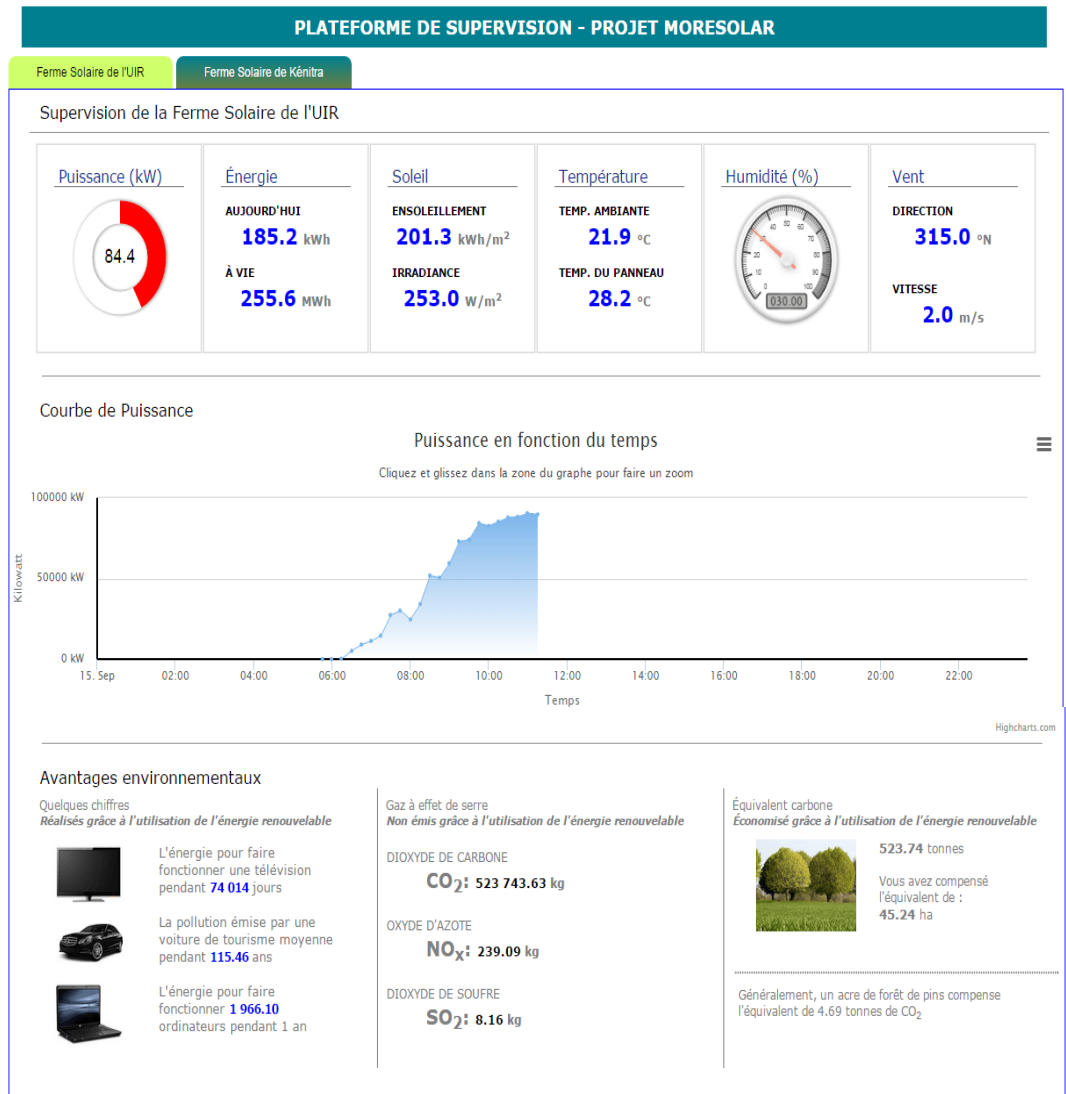 PLATEFORME DE SUPERVISION - PROJET MORESOLAR
Ferme Solaire de l'UIR
Ferme Solaire de Kénitra
Supervision de la Ferme Solaire de l'UIR
Puissance (kW)
84.4
Énergie
AUJOURD'HUI
185.2 kWh
À VIE
255.6 MWh
Soleil
ENSOLEILLEMENT
201.3 kWh/m²
IRRADIANCE
253.0 W/m²
Température
TEMP. AMBIANTE
21.9 °C
TEMP. DU PANNEAU
28.2 °C
Humidité (%)
0
10
20
30
40
50
60
70
80
90
100
030.00
Vent
DIRECTION
315.0 °N
VITESSE
2.0 m/s
Courbe de Puissance
Puissance en fonction du temps
Cliquez et glissez dans la zone du graphe pour faire un zoom
Kilowatt
100000 kW
50000 kW
0 kW
15. Sep
02:00
04:00
06:00
08:00
10:00
12:00
14:00
16:00
18:00
20:00
22:00
Temps
Highcharts.com
Avantages environnementaux
Quelques chiffres
Réalisés grâce à l'utilisation de l'énergie renouvelable
L'énergie pour faire
fonctionner une télévision
pendant 74 014 jours
La pollution émise par une
voiture de tourisme moyenne
pendant 115.46 ans
L'énergie pour faire
fonctionner 1 966.10
ordinateurs pendant 1 an
Gaz à effet de serre
Non émis grâce à l'utilisation de l'énergie renouvelable
DIOXYDE DE CARBONE
CO₂: 523 743.63 kg
OXYDE D'AZOTE
NOₓ: 239.09 kg
DIOXYDE DE SOUFRE
SO₂: 8.16 kg
Équivalent carbone
Économisé grâce à l'utilisation de l'énergie renouvelable
523.74 tonnes
Vous avez compensé
l'équivalent de :
45.24 ha
Généralement, un acre de forêt de pins compense
l'équivalent de 4.69 tonnes de CO₂